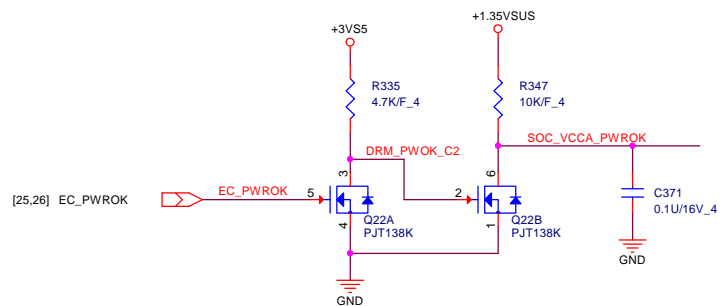 +1.35VSUS
+3VS5
R335
4.7K/F_4
R347
10K/F_4
SOC_VCCA_PWROK
DRM_PWOK_C2
3
6
[25,26] EC_PWROK
EC_PWROK
5
2
C371
0.1U/16V_4
Q22A
PJT138K
Q22B
PJT138K
4
1
GND
GND